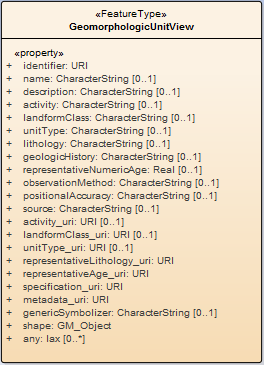 «FeatureType»
GeomorphologicUnitView
«property»
+ identifier: URI
+ name: CharacterString [0..1]
+ description: CharacterString [0..1]
+ activity: CharacterString [0..1]
+ landformClass: CharacterString [0..1]
+ unitType: CharacterString [0..1]
+ lithology: CharacterString [0..1]
+ geologicHistory: CharacterString [0..1]
+ representativeNumericAge: Real [0..1]
+ observationMethod: CharacterString [0..1]
+ positionalAccuracy: CharacterString [0..1]
+ source: CharacterString [0..1]
+ activity_uri: URI [0..1]
+ landformClass_uri: URI [0..1]
+ unitType_uri: URI [0..1]
+ representativeLithology_uri: URI
+ representativeAge_uri: URI
+ specification_uri: URI
+ metadata_uri: URI
+ genericSymbolizer: CharacterString [0..1]
+ shape: GM_Object
+ any: lax [0..*]